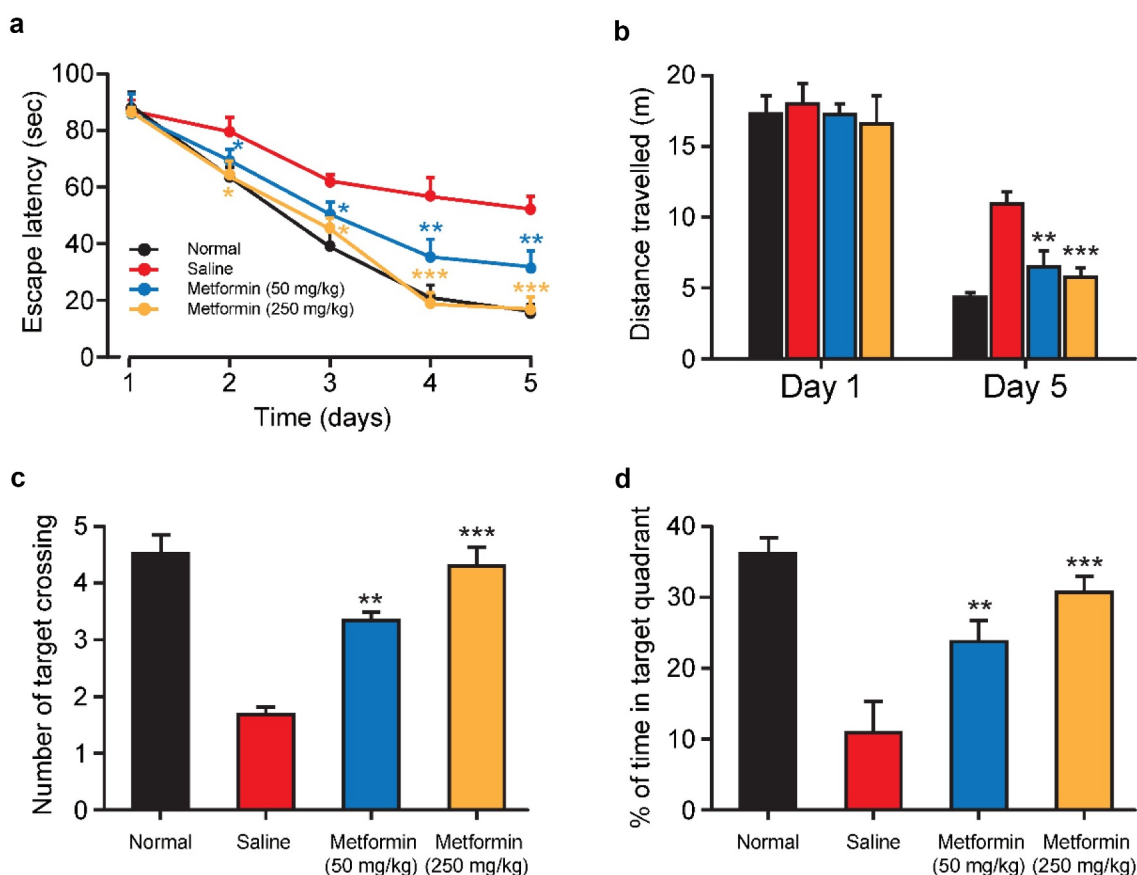 a
100
80
60
40
20
0
Escape latency (sec)
*
*
*
*
**
***
**
***
Normal
Saline
Metformin (50 mg/kg)
Metformin (250 mg/kg)
1 2 3 4 5
Time (days)
b
20
15
10
5
0
Distance travelled (m)
** ***
Day 1 Day 5
c
5
4
3
2
1
0
Number of target crossing
**
***
Normal Saline Metformin Metformin
(50 mg/kg) (250 mg/kg)
d
40
30
20
10
0
% of time in target quadrant
**
***
Normal Saline Metformin Metformin
(50 mg/kg) (250 mg/kg)